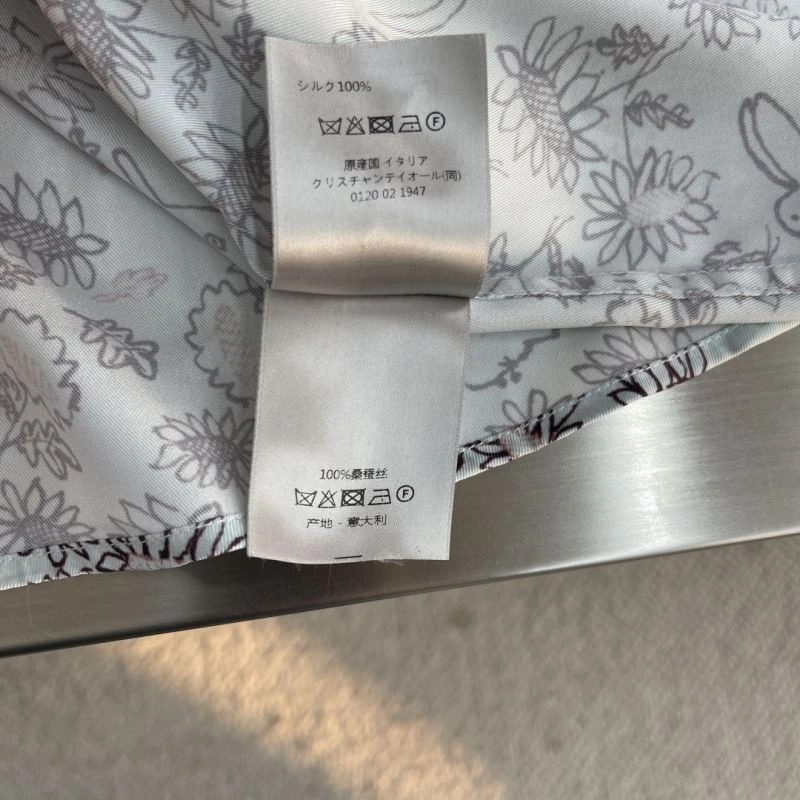 シルク100%
Ⓕ
原産国 イタリア
クリスチャンデイオール(同)
0120 02 1947
100%桑蚕丝
Ⓕ
产地 - 意大利